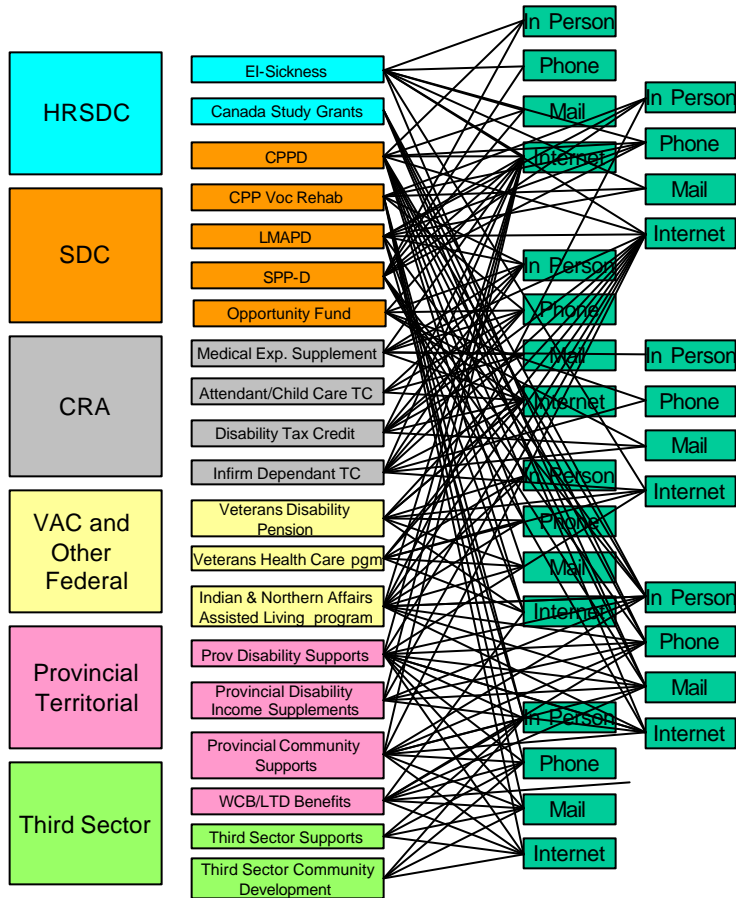 HRSDC
SDC
CRA
VAC and
Other
Federal
Provincial
Territorial
Third Sector
EI-Sickness
Canada Study Grants
CPPD
CPP Voc Rehab
LMAPD
SPP-D
Opportunity Fund
Medical Exp. Supplement
Attendant/Child Care TC
Disability Tax Credit
Infirm Dependant TC
Veterans Disability
Pension
Veterans Health Care pgm
Indian & Northern Affairs
Assisted Living program
Prov Disability Supports
Provincial Disability
Income Supplements
Provincial Community
Supports
WCB/LTD Benefits
Third Sector Supports
Third Sector Community
Development
In Person
Phone
Mail
Internet
In Person
Phone
Mail
Internet
In Person
Phone
Mail
Internet
In Person
Phone
Mail
Internet
In Person
Phone
Mail
Internet
In Person
Phone
Mail
Internet
In Person
Phone
Mail
Internet